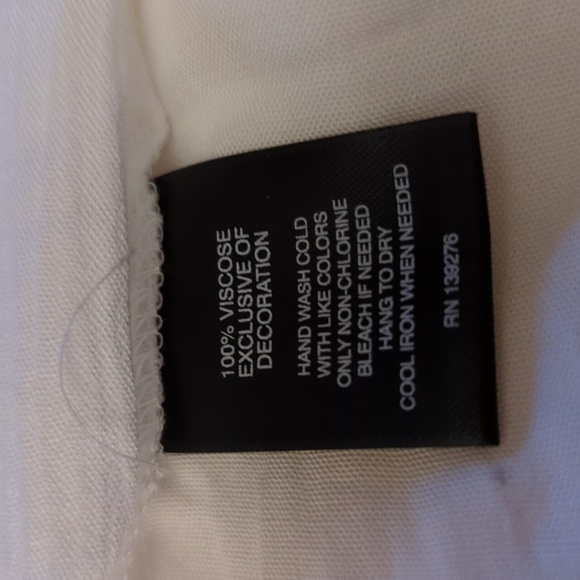 100% VISCOSE
EXCLUSIVE OF
DECORATION
HAND WASH COLD
WITH LIKE COLORS
ONLY NON-CHLORINE
BLEACH IF NEEDED
HANG TO DRY
COOL IRON WHEN NEEDED
RN 139276